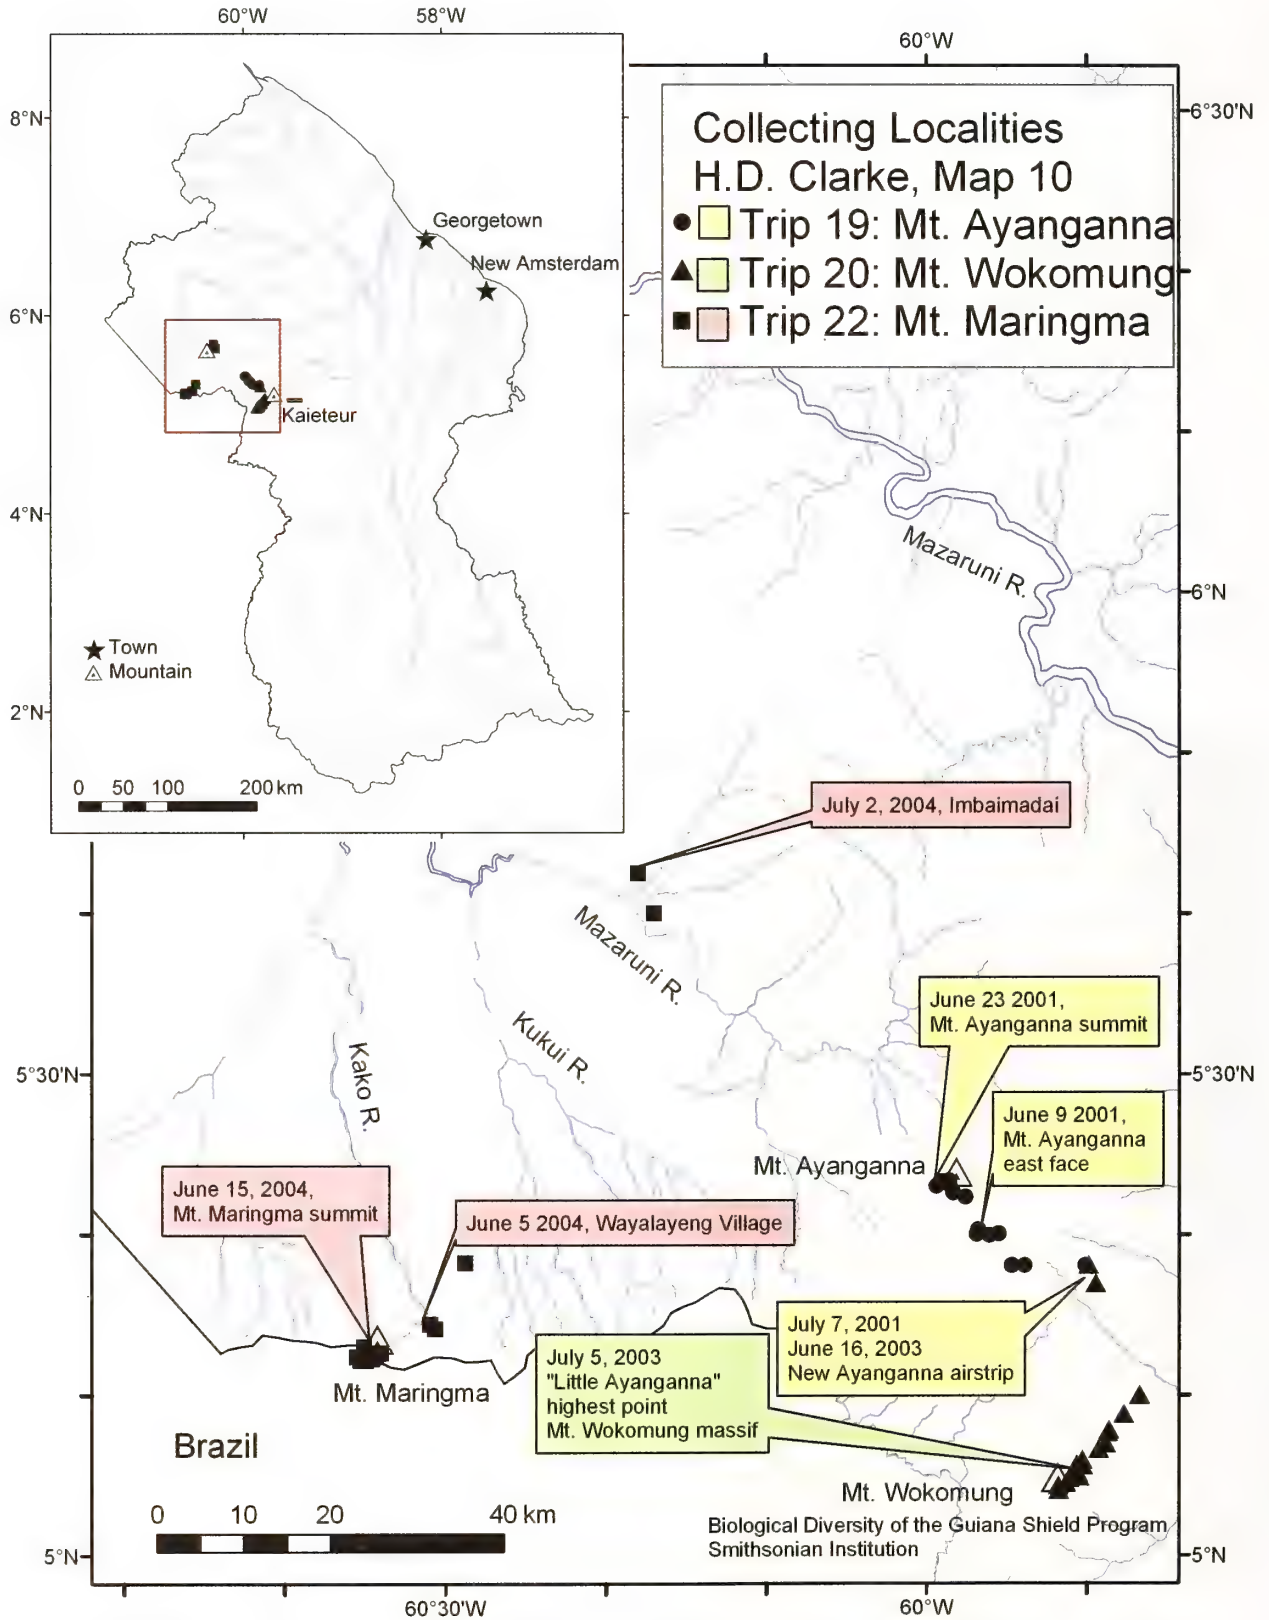 60°W
58°W
8°N
6°N
4°N
2°N
Georgetown
New Amsterdam
Kaieteur
Town
Mountain
0 50 100 200 km
60°W
Collecting Localities
H.D. Clarke, Map 10
Trip 19: Mt. Ayanganna
Trip 20: Mt. Wokomung
Trip 22: Mt. Maringma
6°30'N
Mazaruni R.
6°N
July 2, 2004, Imbaimadai
Mazaruni R.
Kukui R.
Kako R.
June 23 2001,
Mt. Ayanganna summit
5°30'N
5°30'N
June 9 2001,
Mt. Ayanganna
east face
Mt. Ayanganna
June 15, 2004,
Mt. Maringma summit
June 5 2004, Wayalayeng Village
July 7, 2001
June 16, 2003
New Ayanganna airstrip
July 5, 2003
"Little Ayanganna"
highest point
Mt. Wokomung massif
Mt. Maringma
Brazil
Mt. Wokomung
0 10 20 40 km
Biological Diversity of the Guiana Shield Program
Smithsonian Institution
5°N
5°N
60°30'W
60°W